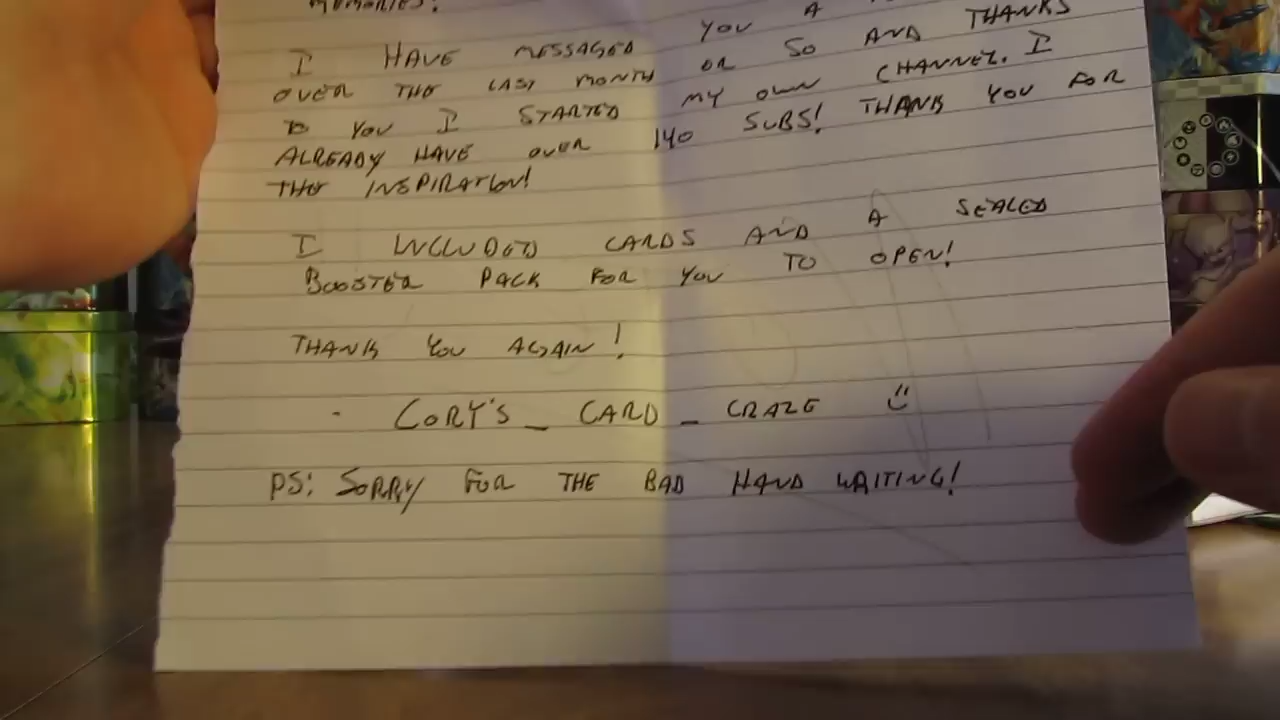 MEMORIES!
I HAVE MESSAGED YOU A
OVER THE LAST MONTH OR SO AND THANKS
TO YOU I STARTED MY OWN CHANNEL. I
ALREADY HAVE OVER 140 SUBS! THANK YOU FOR
THE INSPIRATION!
I INCLUDED CARDS AND A SEALED
BOOSTER PACK FOR YOU TO OPEN!
THANK YOU AGAIN!
- CORY'S_CARD_CRAZE
PS: SORRY FOR THE BAD HAND WRITING!